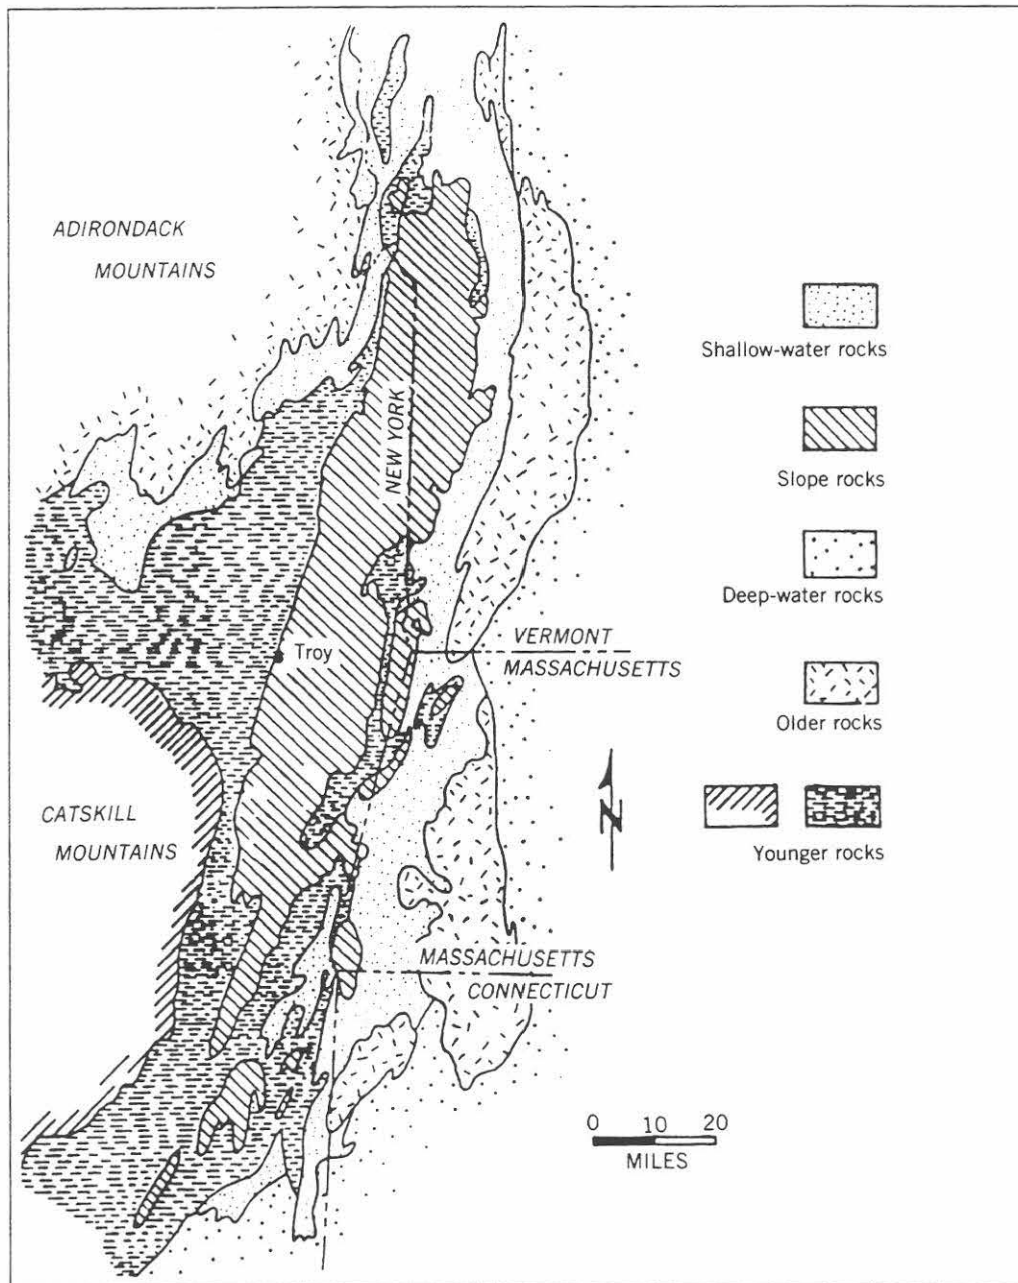 ADIRONDACK
MOUNTAINS
NEW YORK
Troy
VERMONT
MASSACHUSETTS
CATSKILL
MOUNTAINS
MASSACHUSETTS
CONNECTICUT
Shallow-water rocks
Slope rocks
Deep-water rocks
Older rocks
Younger rocks
N
0 10 20
MILES